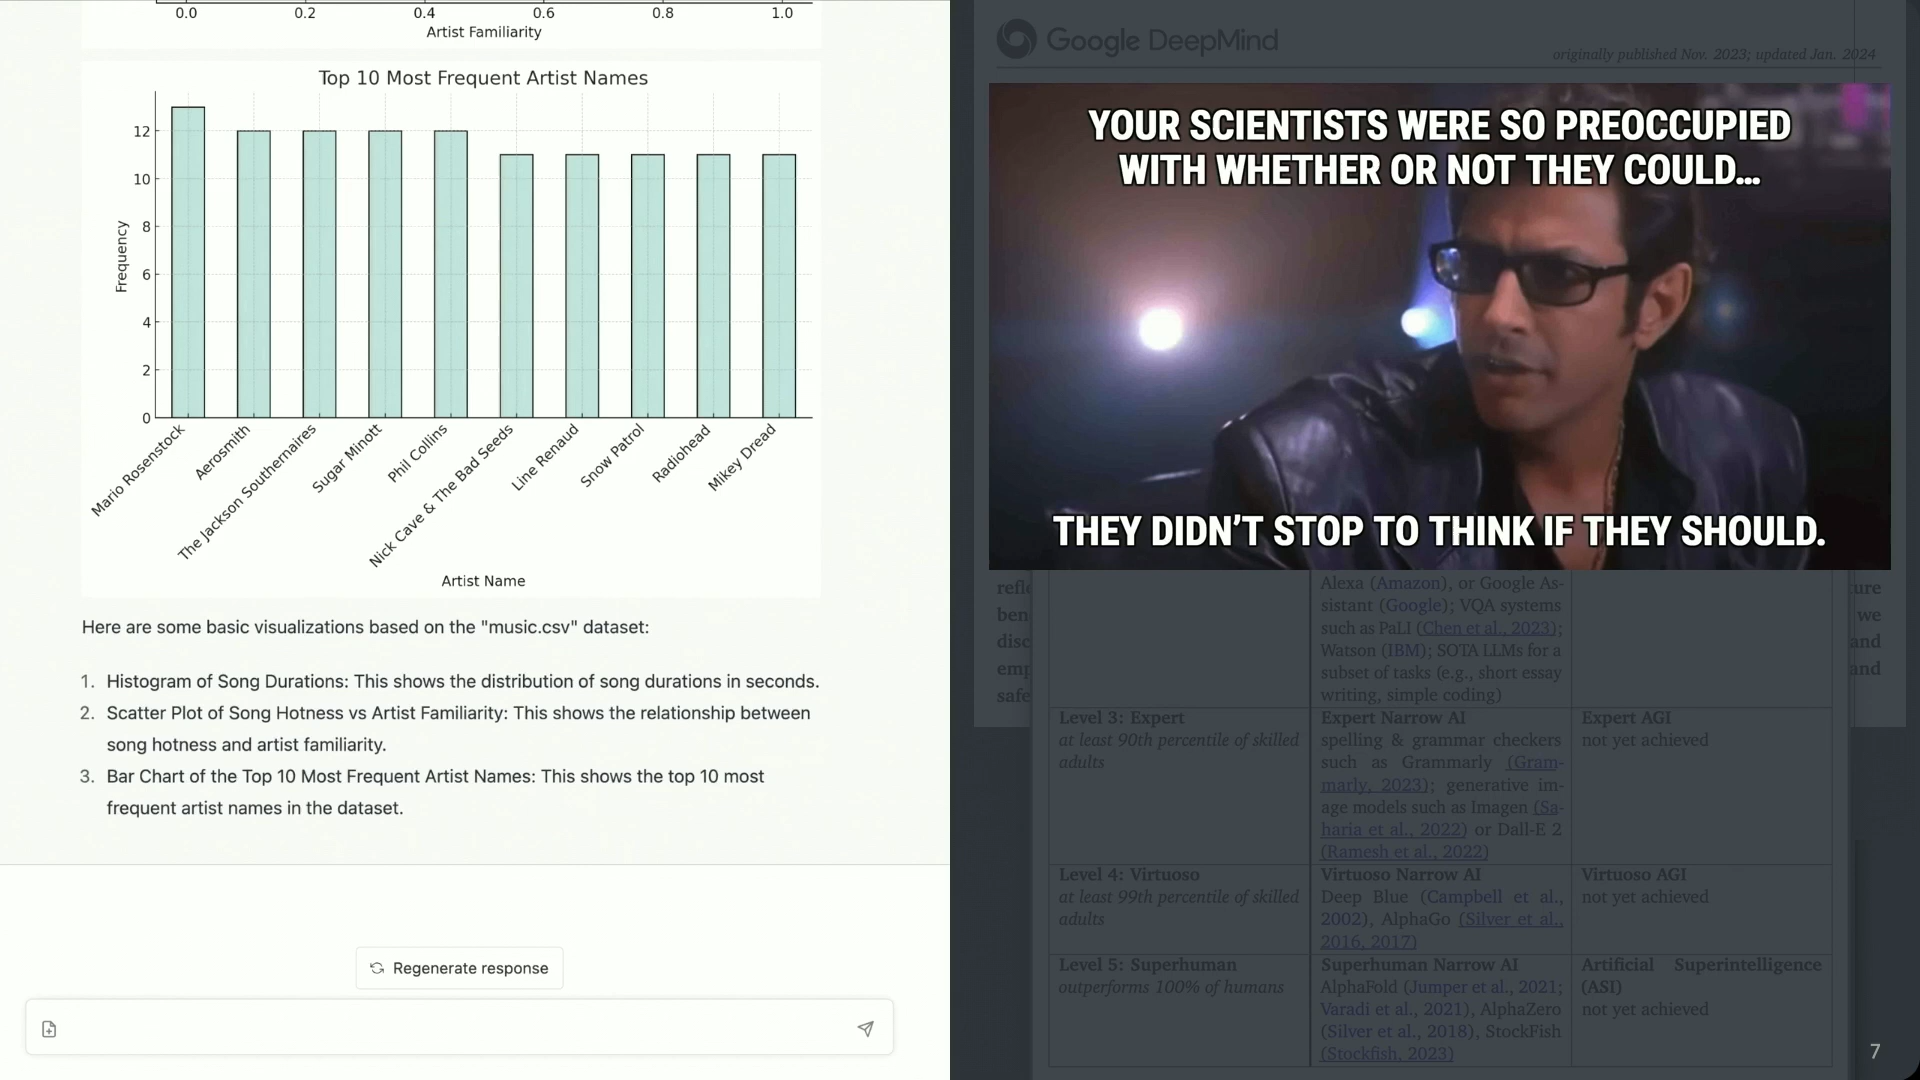 0.0 0.2 0.4 0.6 0.8 1.0
Artist Familiarity
Top 10 Most Frequent Artist Names
12
10
8
6
4
2
0
Frequency
Mario Rosenstock
Aerosmith
The Jackson Southernaires
Sugar Minott
Phil Collins
Nick Cave & The Bad Seeds
Line Renaud
Snow Patrol
Radiohead
Mikey Dread
Artist Name
Here are some basic visualizations based on the "music.csv" dataset:
1. Histogram of Song Durations: This shows the distribution of song durations in seconds.
2. Scatter Plot of Song Hotness vs Artist Familiarity: This shows the relationship between
song hotness and artist familiarity.
3. Bar Chart of the Top 10 Most Frequent Artist Names: This shows the top 10 most
frequent artist names in the dataset.
Regenerate response
Google DeepMind
originally published Nov. 2023; updated Jan. 2024
YOUR SCIENTISTS WERE SO PREOCCUPIED
WITH WHETHER OR NOT THEY COULD...
THEY DIDN'T STOP TO THINK IF THEY SHOULD.
refle
ben
disc
emp
safe
ture
we
and
and
Alexa (Amazon), or Google As-
sistant (Google); VQA systems
such as PaLI (Chen et al., 2023);
Watson (IBM); SOTA LLMs for a
subset of tasks (e.g., short essay
writing, simple coding)
Level 3: Expert
at least 90th percentile of skilled
adults
Expert Narrow AI
spelling & grammar checkers
such as Grammarly (Gram-
marly, 2023); generative im-
age models such as Imagen (Sa-
haria et al., 2022) or Dall-E 2
(Ramesh et al., 2022)
Expert AGI
not yet achieved
Level 4: Virtuoso
at least 99th percentile of skilled
adults
Virtuoso Narrow AI
Deep Blue (Campbell et al.,
2002), AlphaGo (Silver et al.,
2016, 2017)
Virtuoso AGI
not yet achieved
Level 5: Superhuman
outperforms 100% of humans
Superhuman Narrow AI
AlphaFold (Jumper et al., 2021;
Varadi et al., 2021), AlphaZero
(Silver et al., 2018), StockFish
(Stockfish, 2023)
Artificial Superintelligence
(ASI)
not yet achieved
7